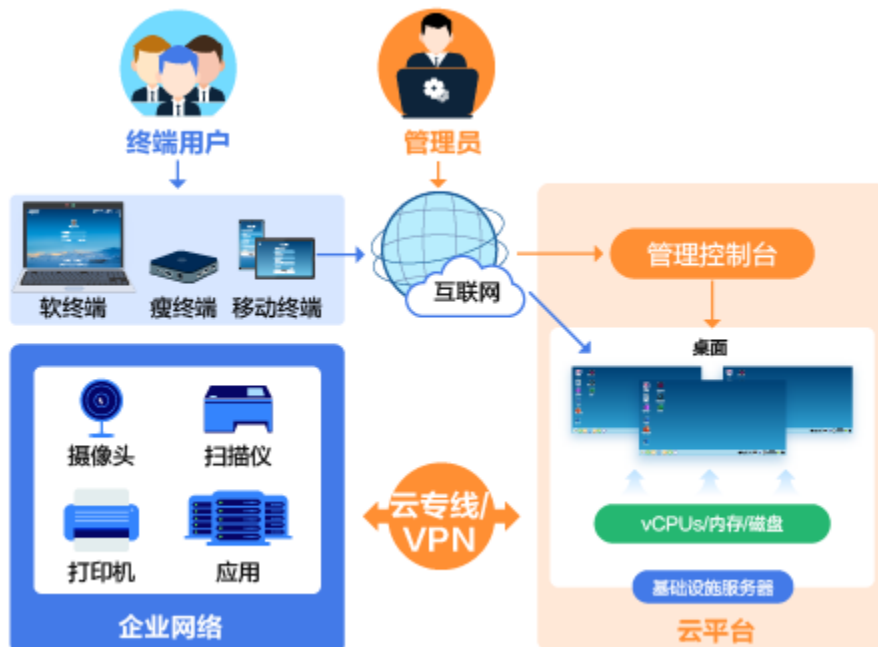 终端用户
管理员
软终端
瘦终端
移动终端
互联网
管理控制台
桌面
摄像头
扫描仪
打印机
应用
企业网络
云专线/
VPN
vCPUs/内存/磁盘
基础设施服务器
云平台